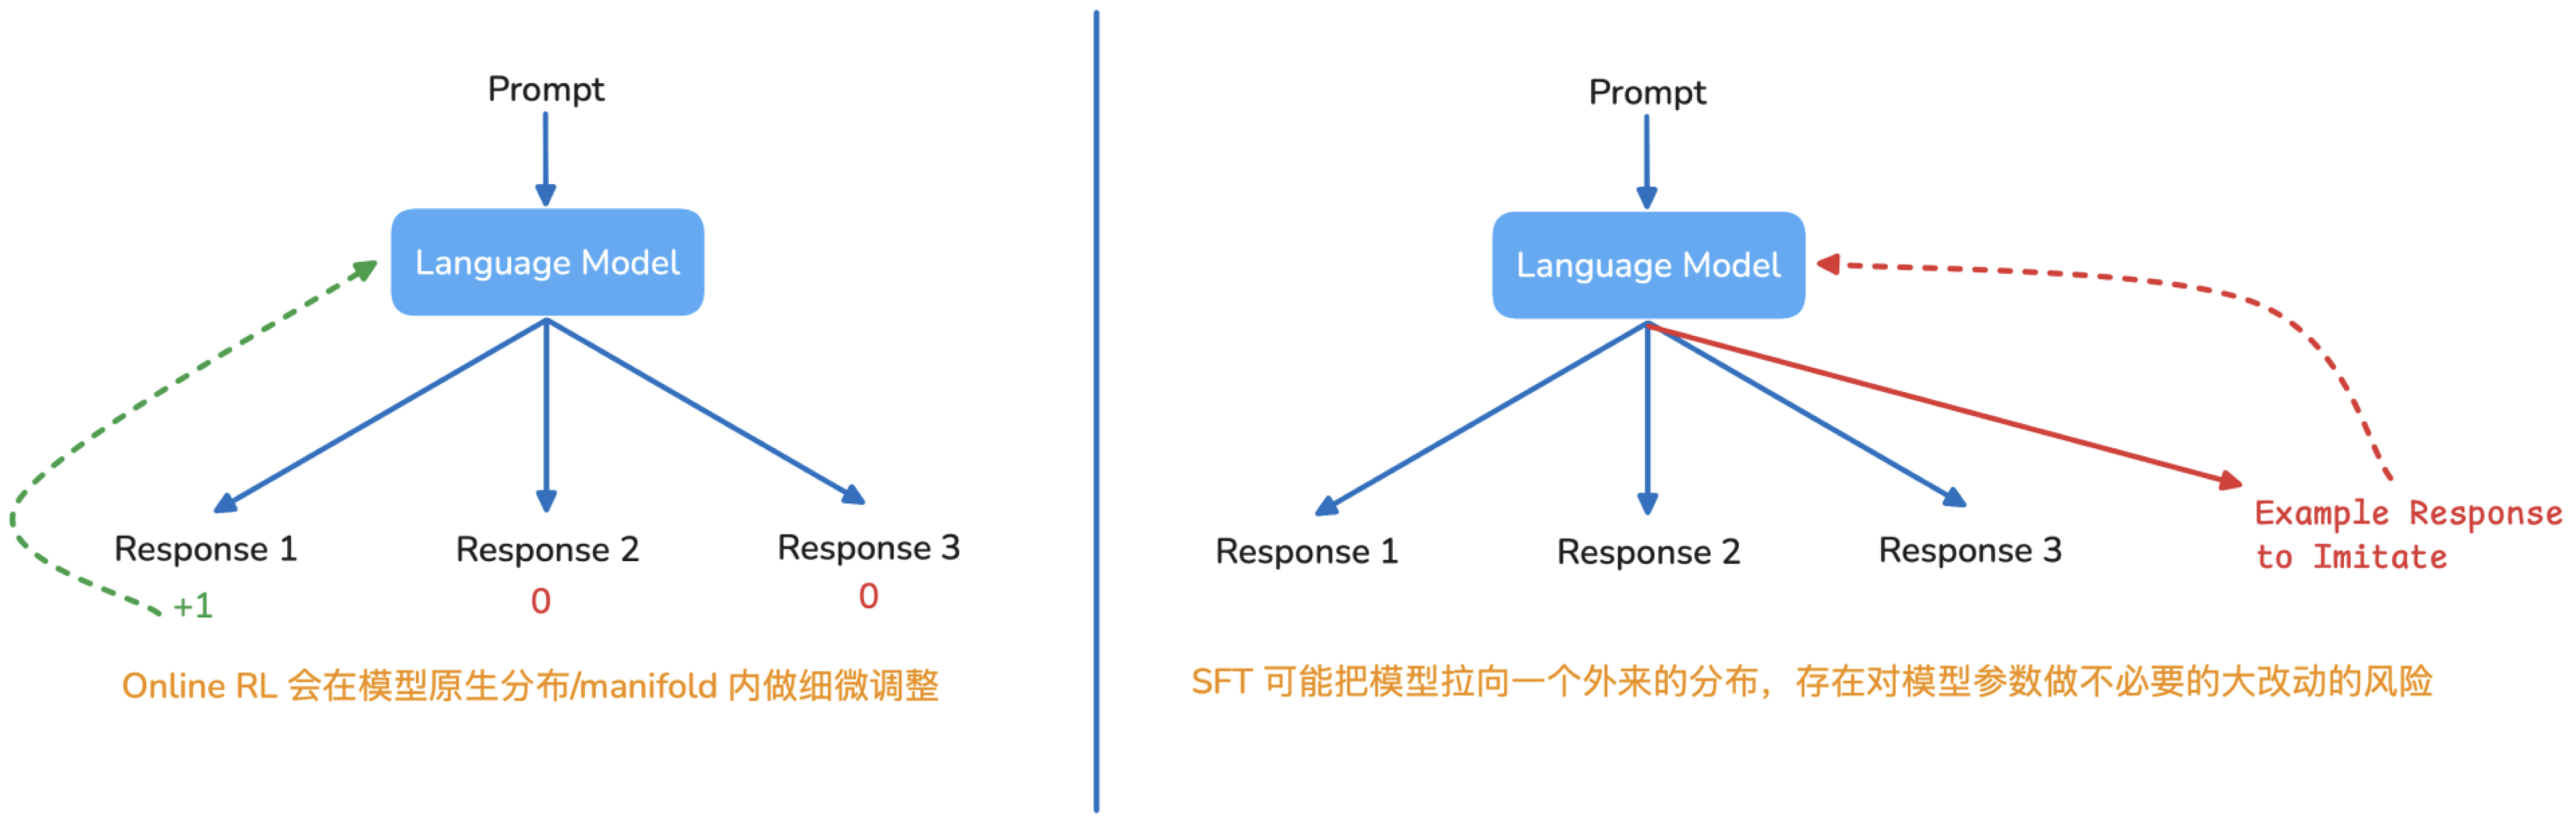 Prompt
Language Model
Response 1
Response 2
Response 3
+1
0
0
Online RL 会在模型原生分布/manifold 内做细微调整
Prompt
Language Model
Response 1
Response 2
Response 3
Example Response
to Imitate
SFT 可能把模型拉向一个外来的分布，存在对模型参数做不必要的大改动的风险